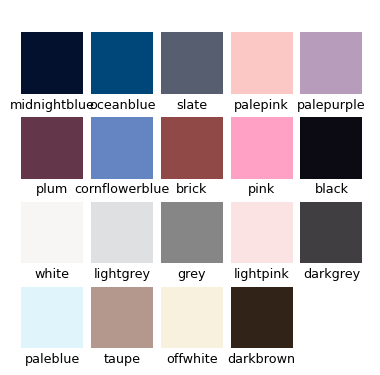 midnightblue oceanblue slate palepink palepurple
plum cornflowerblue brick pink black
white lightgrey grey lightpink darkgrey
paleblue taupe offwhite darkbrown